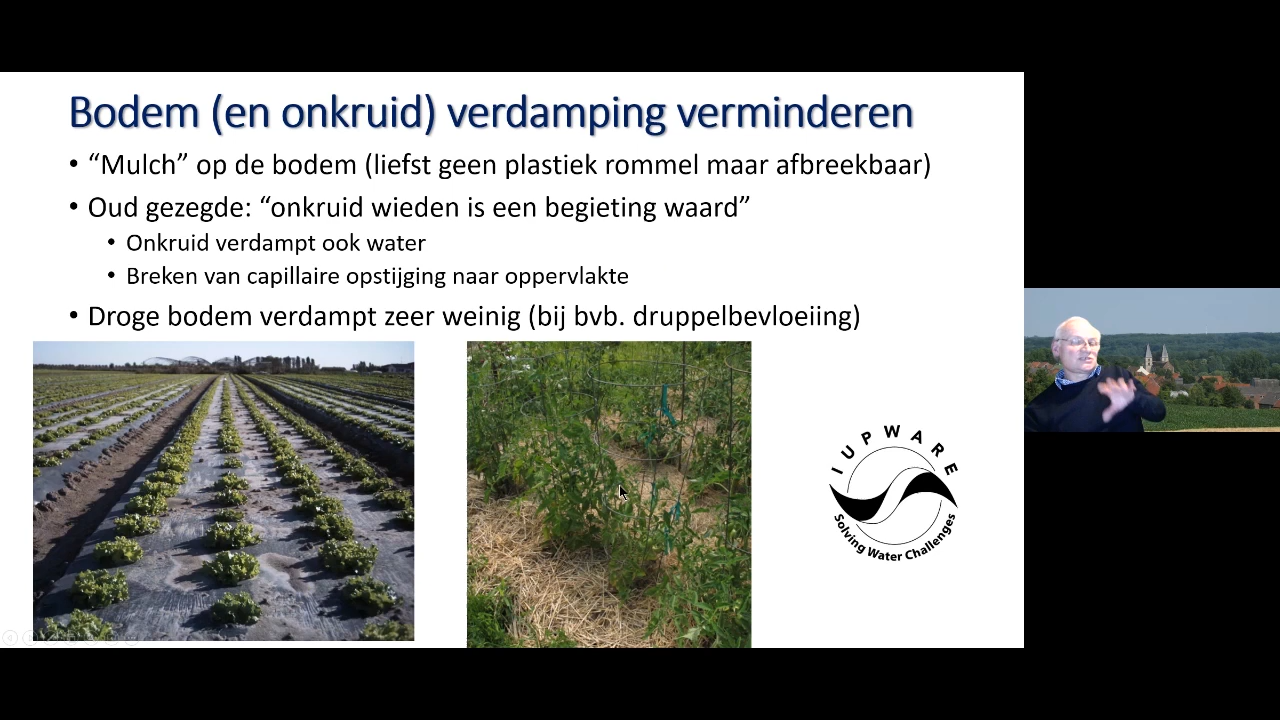 Bodem (en onkruid) verdamping verminderen
• “Mulch” op de bodem (liefst geen plastiek rommel maar afbreekbaar)
• Oud gezegde: “onkruid wieden is een begieting waard”
• Onkruid verdampt ook water
• Breken van capillaire opstijging naar oppervlakte
• Droge bodem verdampt zeer weinig (bij bvb. druppelbevloeiing)
IUPWARE
Solving Water Challenges